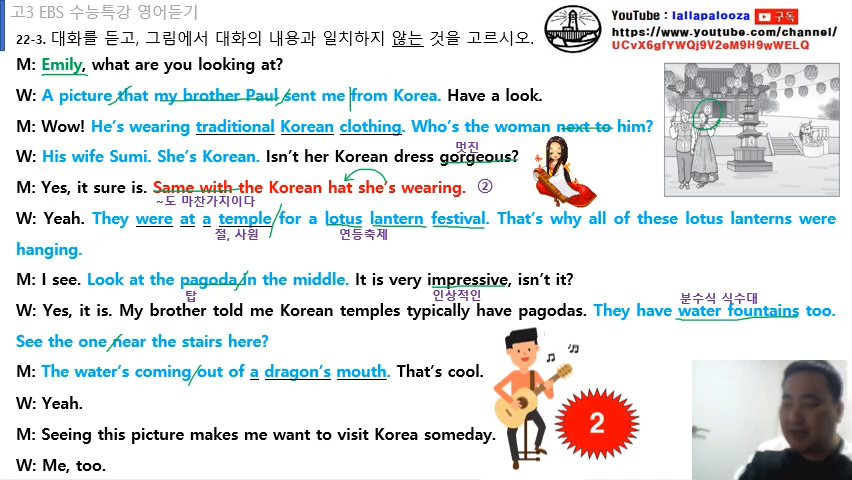 고3 EBS 수능특강 영어듣기
YouTube : lallapalooza 구독
https://www.youtube.com/channel/
UCvX6gfYWQj9V2eM9H9wWELQ
22-3. 대화를 듣고, 그림에서 대화의 내용과 일치하지 않는 것을 고르시오.
M: Emily, what are you looking at?
W: A picture that my brother Paul sent me from Korea. Have a look.
M: Wow! He's wearing traditional Korean clothing. Who's the woman next to him?
멋진
W: His wife Sumi. She's Korean. Isn't her Korean dress gorgeous?
M: Yes, it sure is. Same with the Korean hat she's wearing. ②
~도 마찬가지이다
W: Yeah. They were at a temple for a lotus lantern festival. That's why all of these lotus lanterns were
절, 사원 연등축제
hanging.
M: I see. Look at the pagoda in the middle. It is very impressive, isn't it?
탑 인상적인 분수식 식수대
W: Yes, it is. My brother told me Korean temples typically have pagodas. They have water fountains too.
See the one near the stairs here?
M: The water's coming out of a dragon's mouth. That's cool.
W: Yeah.
2
M: Seeing this picture makes me want to visit Korea someday.
W: Me, too.